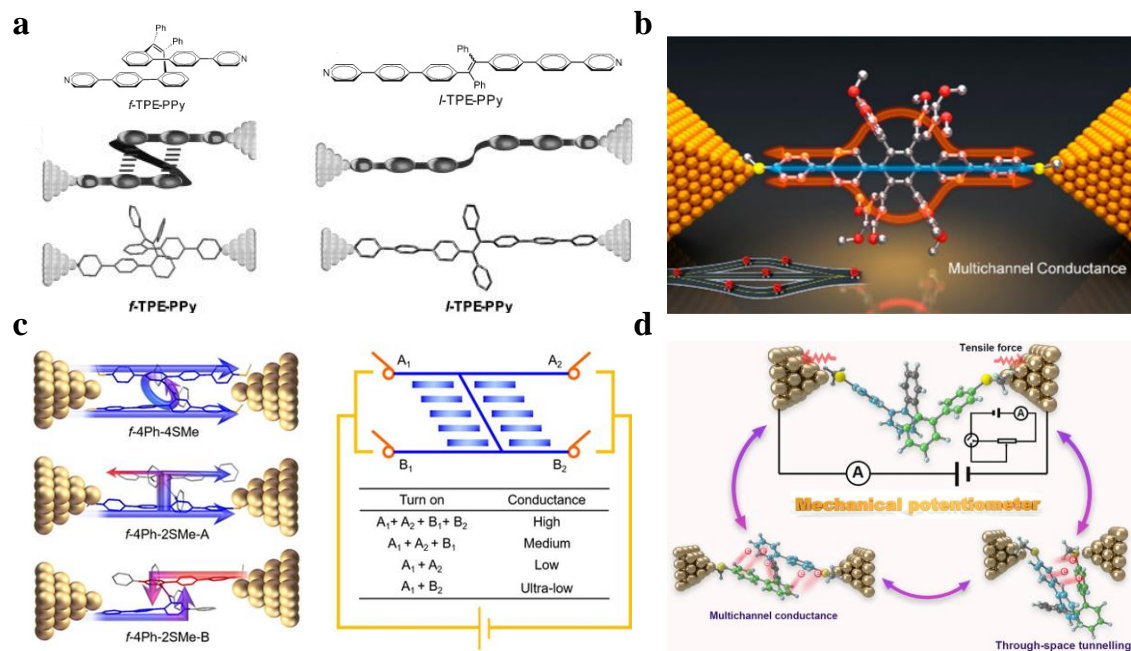 a
Ph
Ph
N
N
f-TPE-PPy
Ph
N
N
Ph
l-TPE-PPy
f-TPE-PPy
l-TPE-PPy
b
Multichannel Conductance
c
f-4Ph-4SMe
f-4Ph-2SMe-A
f-4Ph-2SMe-B
A₁ A₂
B₁ B₂
Turn on Conductance
A₁ + A₂ + B₁ + B₂ High
A₁ + A₂ + B₁ Medium
A₁ + A₂ Low
A₁ + B₂ Ultra-low
d
Tensile force
A
A
Mechanical potentiometer
Multichannel conductance
Through-space tunnelling